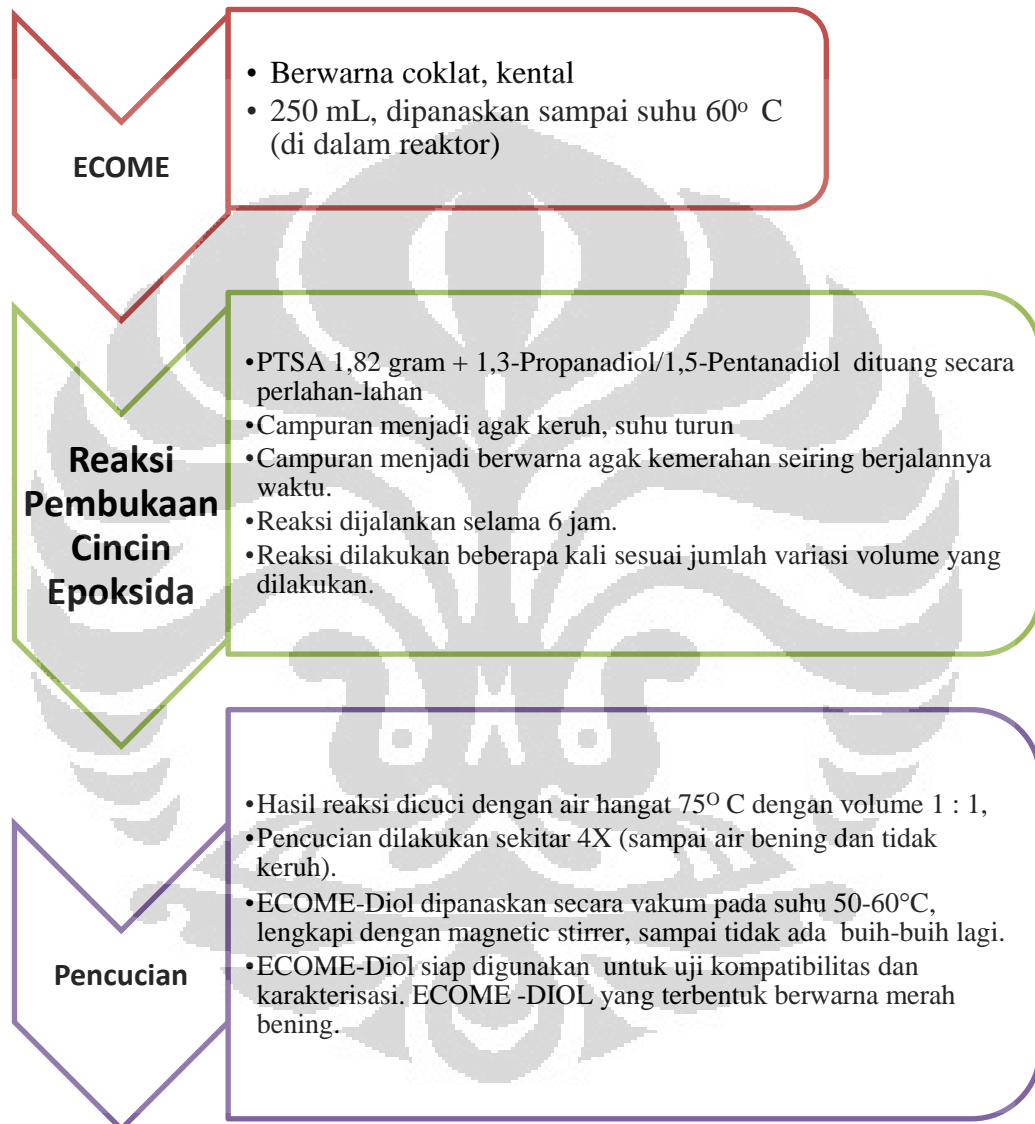 ECOME
• Berwarna coklat, kental
• 250 mL, dipanaskan sampai suhu 60° C
(di dalam reaktor)
Reaksi
Pembukaan
Cincin
Epoksida
•PTSA 1,82 gram + 1,3-Propanadiol/1,5-Pentanadiol dituang secara
perlahan-lahan
•Campuran menjadi agak keruh, suhu turun
•Campuran menjadi berwarna agak kemerahan seiring berjalannya
waktu.
•Reaksi dijalankan selama 6 jam.
•Reaksi dilakukan beberapa kali sesuai jumlah variasi volume yang
dilakukan.
Pencucian
•Hasil reaksi dicuci dengan air hangat 75⁰ C dengan volume 1 : 1,
•Pencucian dilakukan sekitar 4X (sampai air bening dan tidak
keruh).
•ECOME-Diol dipanaskan secara vakum pada suhu 50-60°C,
lengkapi dengan magnetic stirrer, sampai tidak ada buih-buih lagi.
•ECOME-Diol siap digunakan untuk uji kompatibilitas dan
karakterisasi. ECOME -DIOL yang terbentuk berwarna merah
bening.